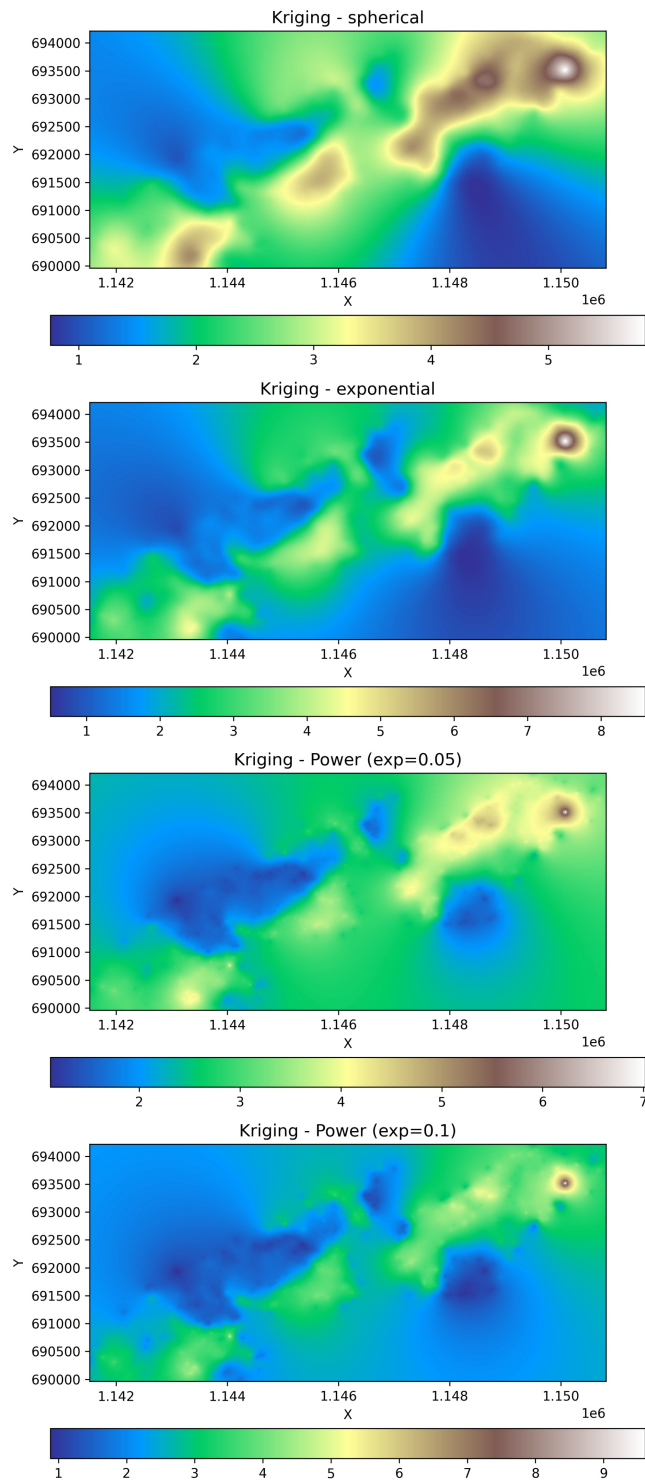 Kriging - spherical
694000
693500
693000
692500
692000
691500
691000
690500
690000
Y
1.142 1.144 1.146 1.148 1.150
X 1e6
1 2 3 4 5
Kriging - exponential
694000
693500
693000
692500
692000
691500
691000
690500
690000
Y
1.142 1.144 1.146 1.148 1.150
X 1e6
1 2 3 4 5 6 7 8
Kriging - Power (exp=0.05)
694000
693500
693000
692500
692000
691500
691000
690500
690000
Y
1.142 1.144 1.146 1.148 1.150
X 1e6
2 3 4 5 6 7
Kriging - Power (exp=0.1)
694000
693500
693000
692500
692000
691500
691000
690500
690000
Y
1.142 1.144 1.146 1.148 1.150
X 1e6
1 2 3 4 5 6 7 8 9